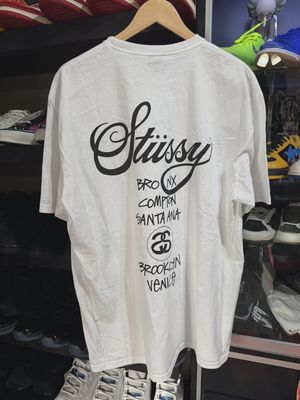 Stüssy
BRONX
COMPTON
SANTA ANA
BROOKLYN
VENICE